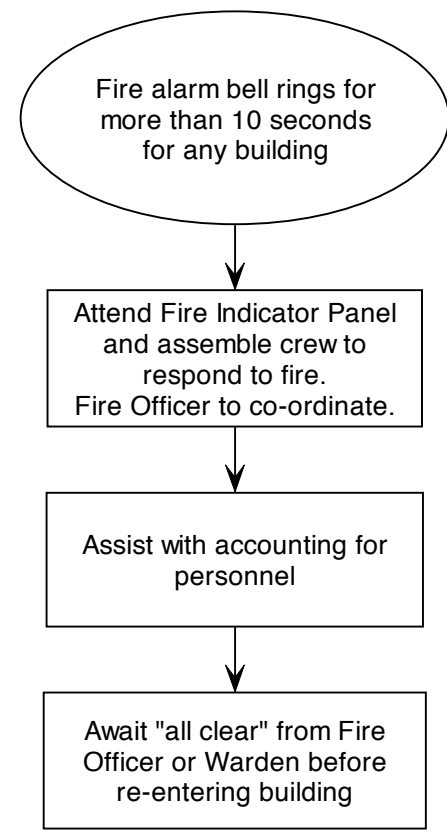 Fire alarm bell rings for
more than 10 seconds
for any building
Attend Fire Indicator Panel
and assemble crew to
respond to fire.
Fire Officer to co-ordinate.
Assist with accounting for
personnel
Await "all clear" from Fire
Officer or Warden before
re-entering building